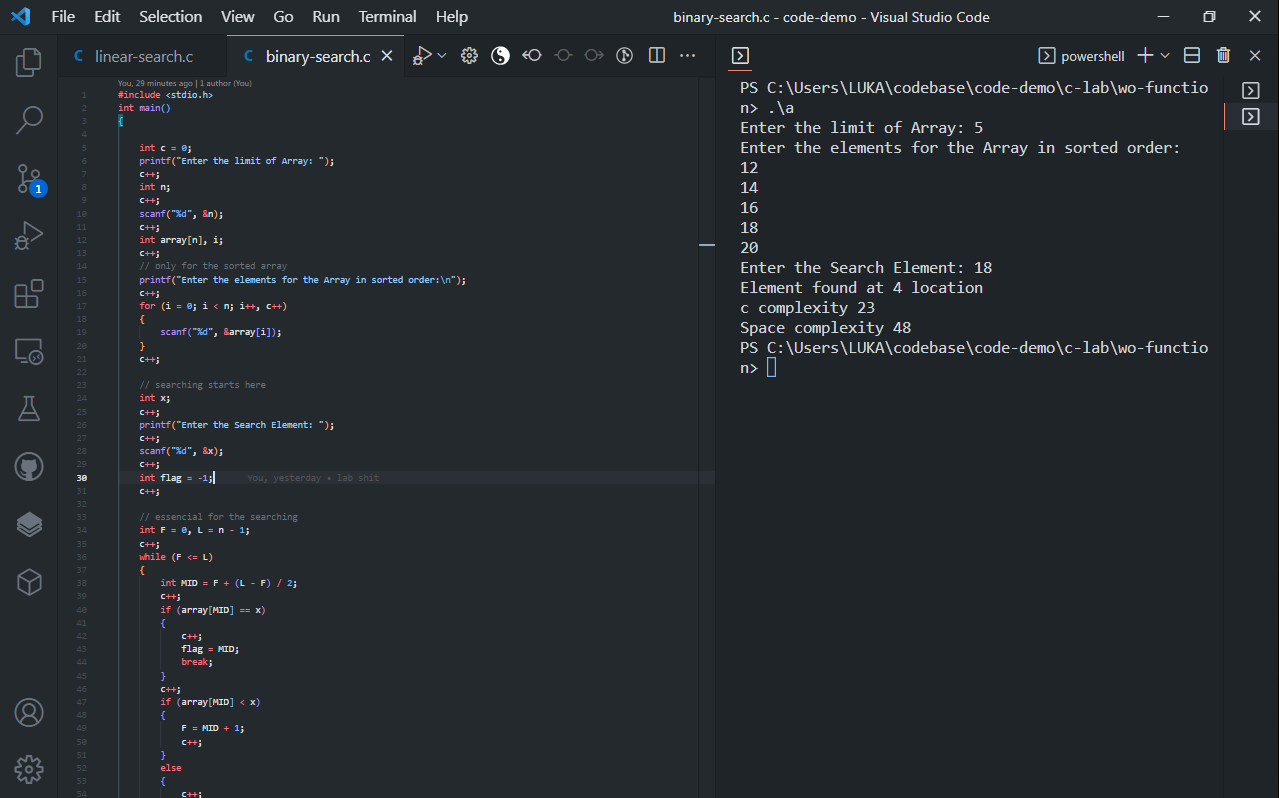 File Edit Selection View Go Run Terminal Help binary-search.c - code-demo - Visual Studio Code
C linear-search.c C binary-search.c powershell
1
You, 29 minutes ago | 1 author (You)
1 #include <stdio.h>
2 int main()
3 {
4
5 int c = 0;
6 printf("Enter the limit of Array: ");
7 c++;
8 int n;
9 c++;
10 scanf("%d", &n);
11 c++;
12 int array[n], i;
13 c++;
14 // only for the sorted array
15 printf("Enter the elements for the Array in sorted order:\n");
16 c++;
17 for (i = 0; i < n; i++, c++)
18 {
19 scanf("%d", &array[i]);
20 }
21 c++;
22
23 // searching starts here
24 int x;
25 c++;
26 printf("Enter the Search Element: ");
27 c++;
28 scanf("%d", &x);
29 c++;
30 int flag = -1; You, yesterday • lab shit
31 c++;
32
33 // essencial for the searching
34 int F = 0, L = n - 1;
35 c++;
36 while (F <= L)
37 {
38 int MID = F + (L - F) / 2;
39 c++;
40 if (array[MID] == x)
41 {
42 c++;
43 flag = MID;
44 break;
45 }
46 c++;
47 if (array[MID] < x)
48 {
49 F = MID + 1;
50 c++;
51 }
52 else
53 {
54 c++;
PS C:\Users\LUKA\codebase\code-demo\c-lab\wo-functio
n> .\a
Enter the limit of Array: 5
Enter the elements for the Array in sorted order:
12
14
16
18
20
Enter the Search Element: 18
Element found at 4 location
c complexity 23
Space complexity 48
PS C:\Users\LUKA\codebase\code-demo\c-lab\wo-functio
n>